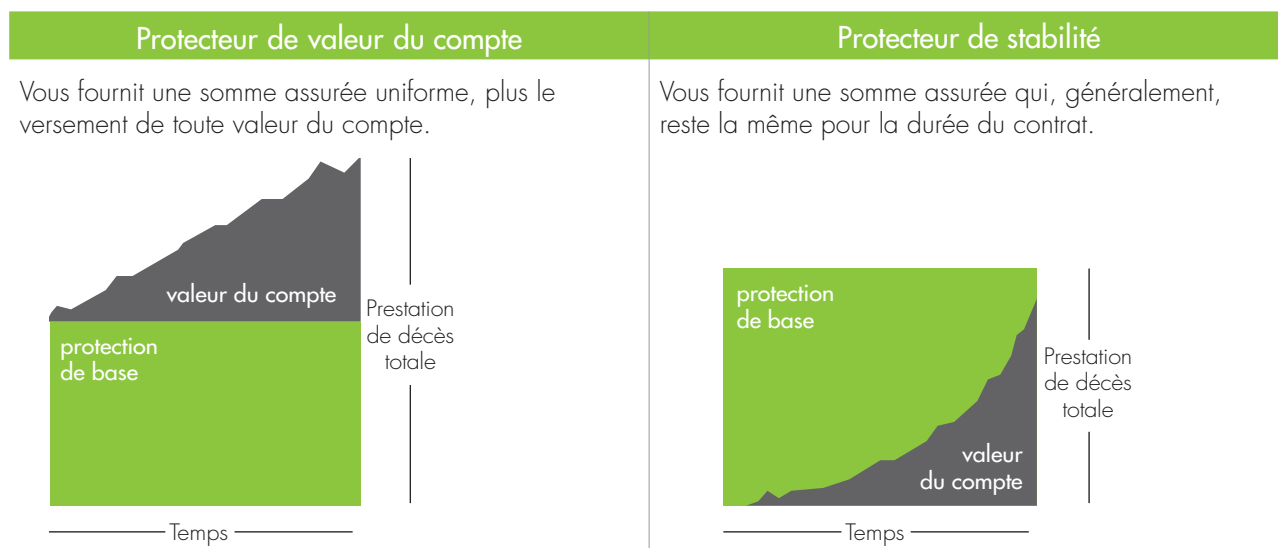 Protecteur de valeur du compte
Vous fournit une somme assurée uniforme, plus le
versement de toute valeur du compte.
valeur du compte
protection
de base
Prestation
de décès
totale
Temps
Protecteur de stabilité
Vous fournit une somme assurée qui, généralement,
reste la même pour la durée du contrat.
protection
de base
valeur
du compte
Prestation
de décès
totale
Temps